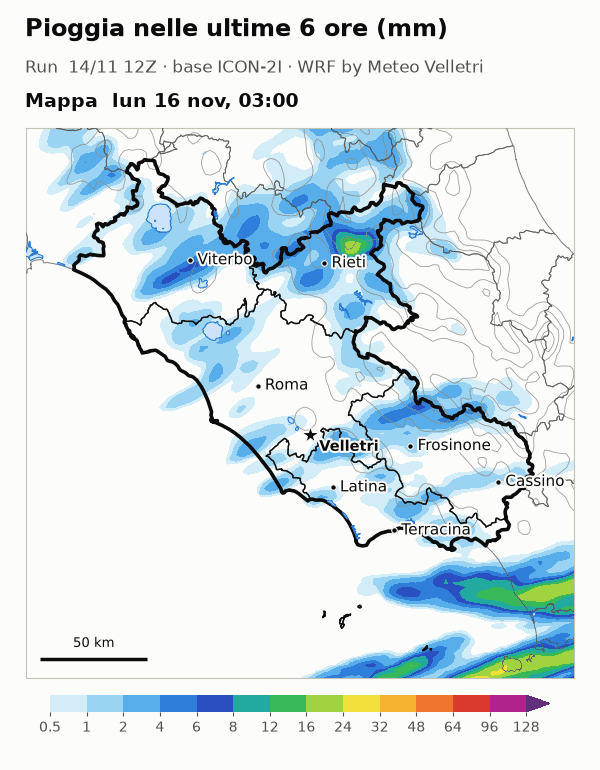 Pioggia nelle ultime 6 ore (mm)
Run  14/11 12Z · base ICON-2I · WRF by Meteo Velletri
Mappa  lun 16 nov, 03:00
Viterbo
Rieti
Roma
Velletri
Frosinone
Latina
Cassino
Terracina
50 km
0.5 1 2 4 6 8 12 16 24 32 48 64 96 128